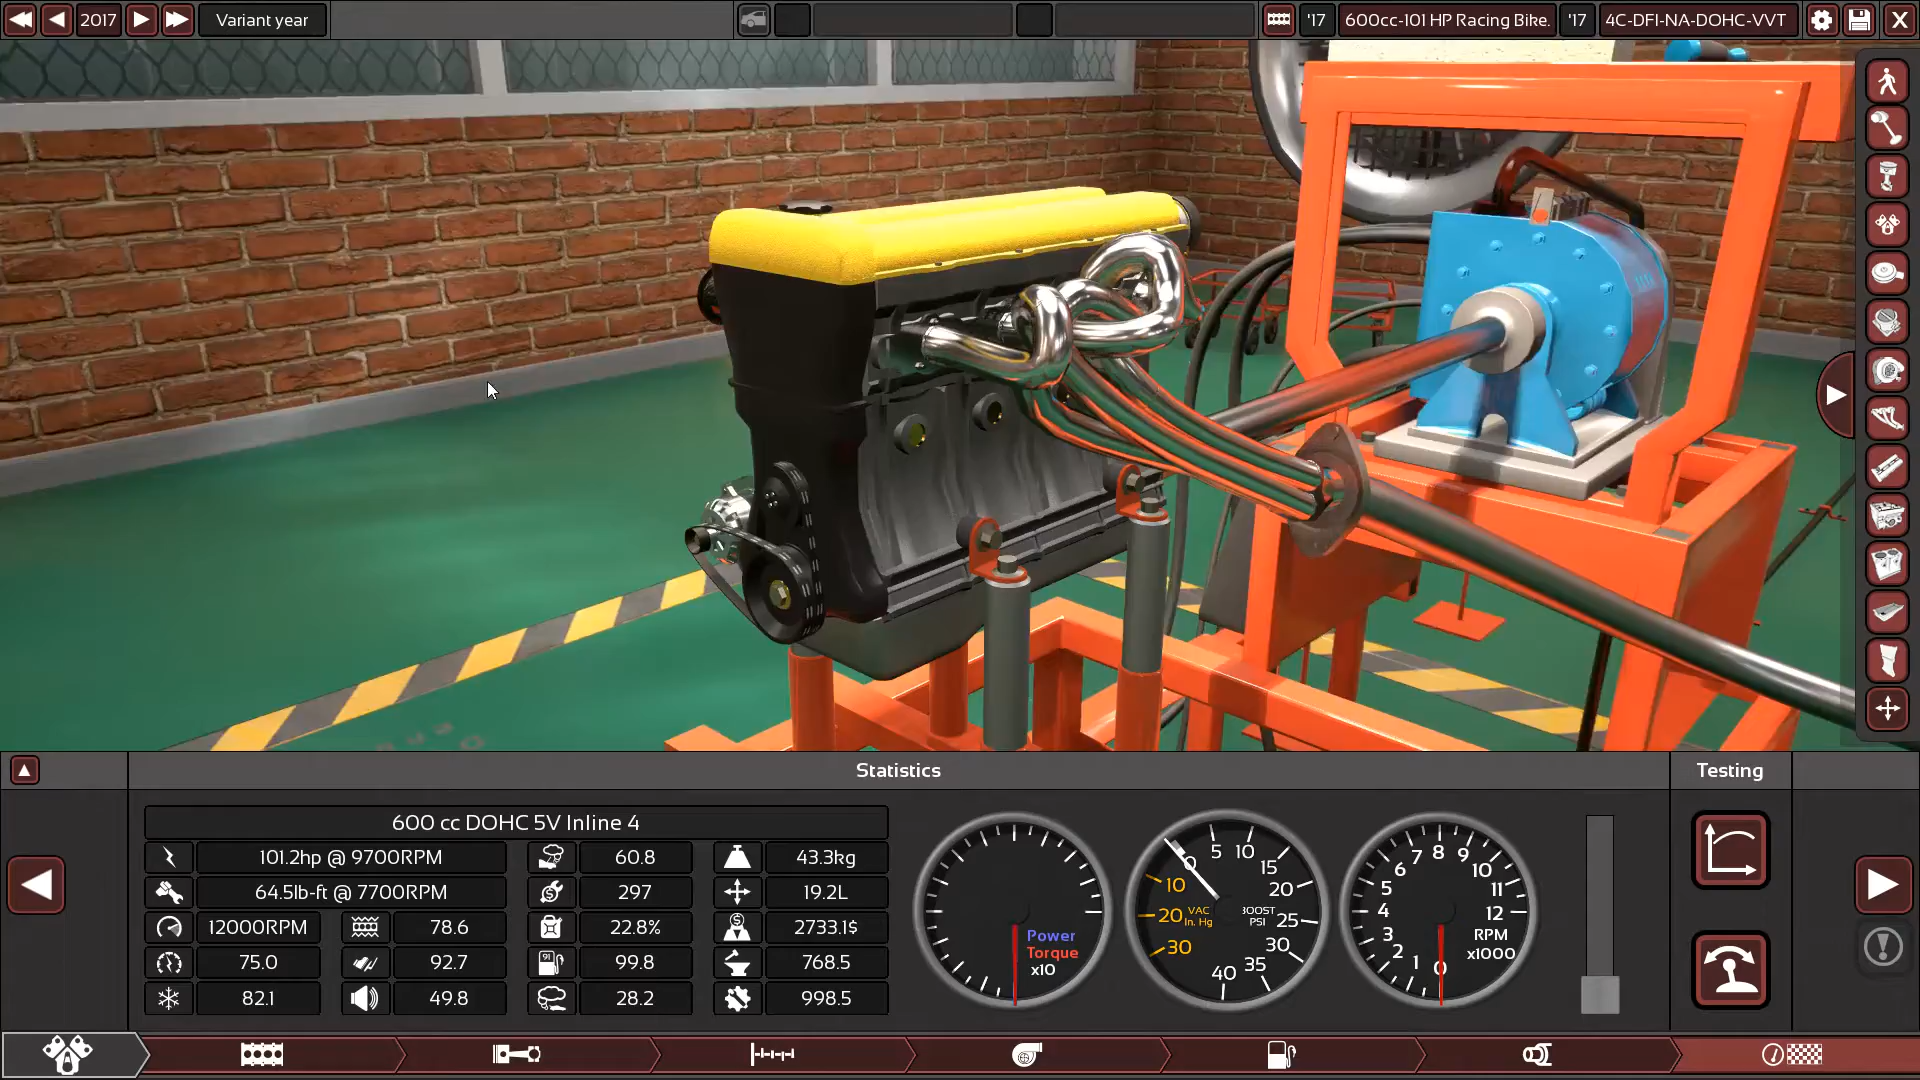 2017
Variant year
'17
600cc-101 HP Racing Bike.
'17
4C-DFI-NA-DOHC-VVT
X
Statistics
Testing
600 cc DOHC 5V Inline 4
101.2hp @ 9700RPM
60.8
43.3kg
64.5lb-ft @ 7700RPM
297
19.2L
12000RPM
78.6
22.8%
2733.1$
75.0
92.7
91
99.8
768.5
82.1
49.8
28.2
998.5
Power
Torque
x10
0 5 10 15 20 25 30 35 40
10 20 30
VAC
In. Hg
BOOST
PSI
0 1 2 3 4 5 6 7 8 9 10 11 12
RPM
x1000